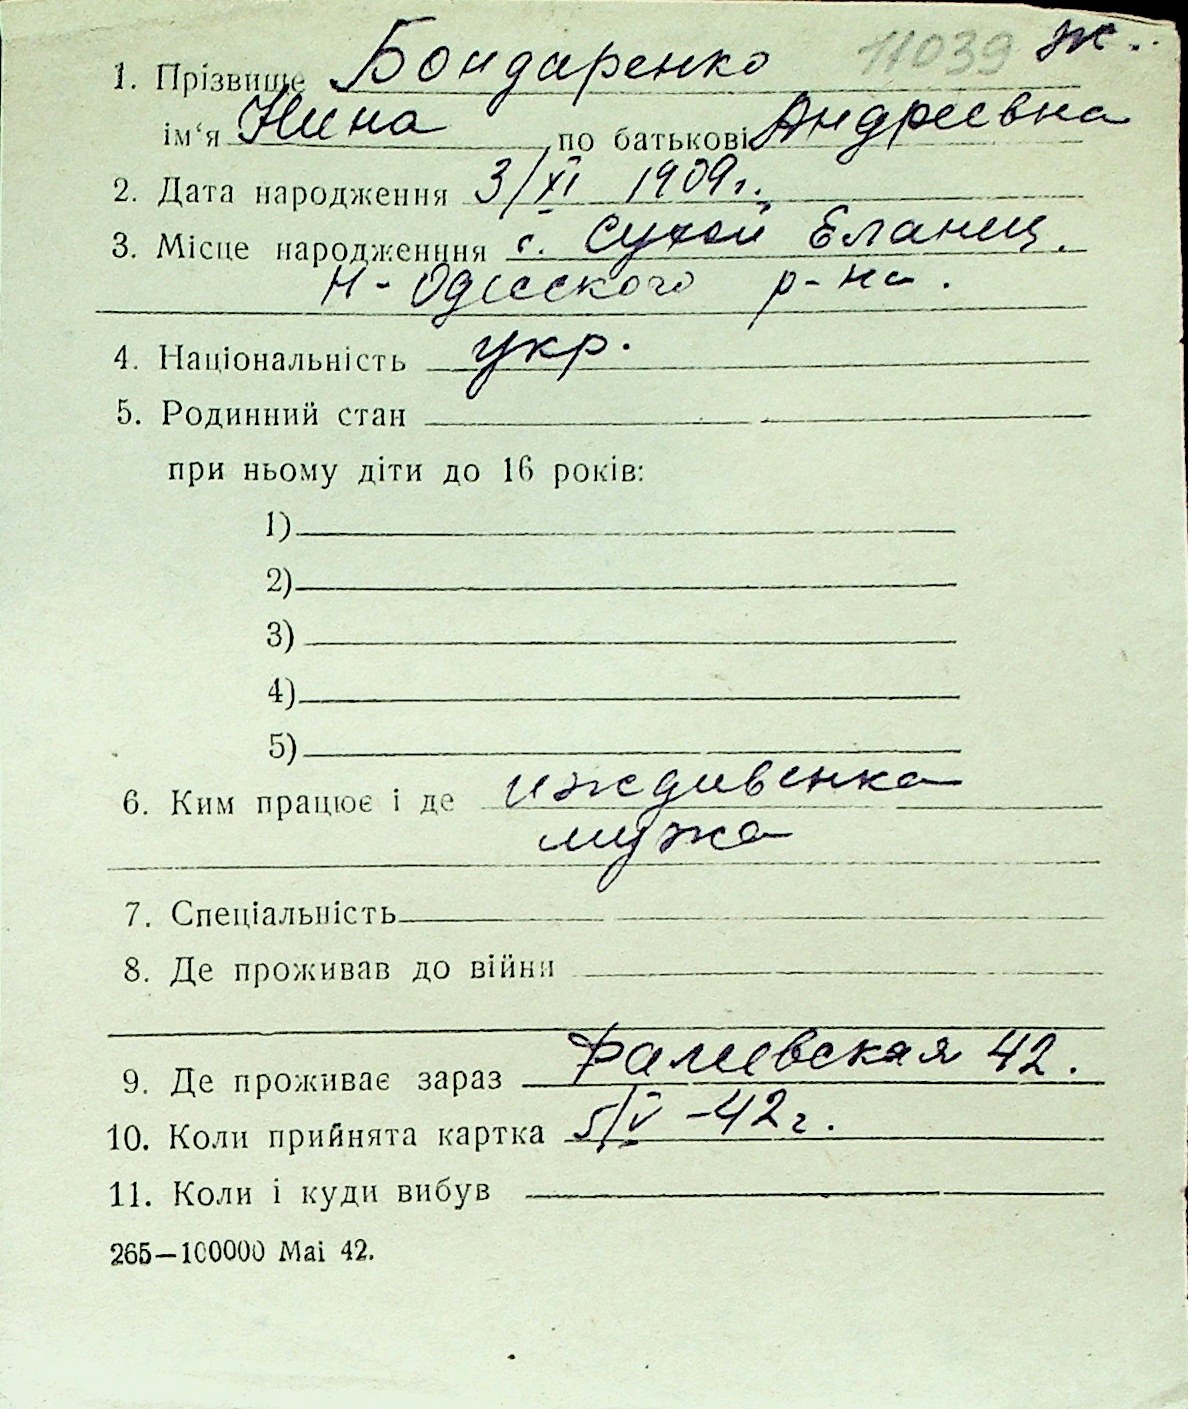 11039 ж.
1. Прізвище Бондаренко
ім‘я Нина по батькові Андреевна
2. Дата народження 3/XI 1909 г.
3. Місце народженння с. Сухой Еланец.
Н-Одесского р-на.
4. Національність укр.
5. Родинний стан
при ньому діти до 16 років:
1)
2)
3)
4)
5)
6. Ким працює і де иждивенка
мужа
7. Спеціальність
8. Де проживав до війни
9. Де проживає зараз Фалеевская 42.
10. Коли прийнята картка 5/V -42 г.
11. Коли і куди вибув
265—100000 Mai 42.